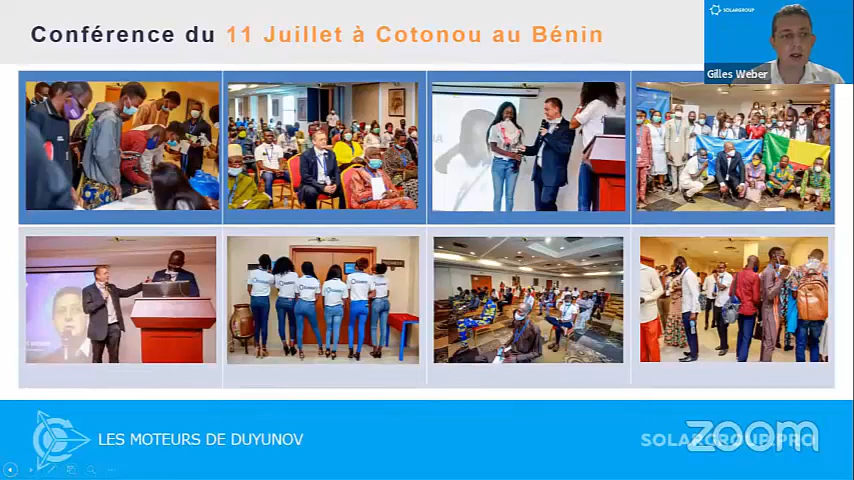 Conférence du 11 Juillet à Cotonou au Bénin
SOLARGROUP
Gilles Weber
LES MOTEURS DE DUYUNOV
SOLARGROUP.PRO
zoom